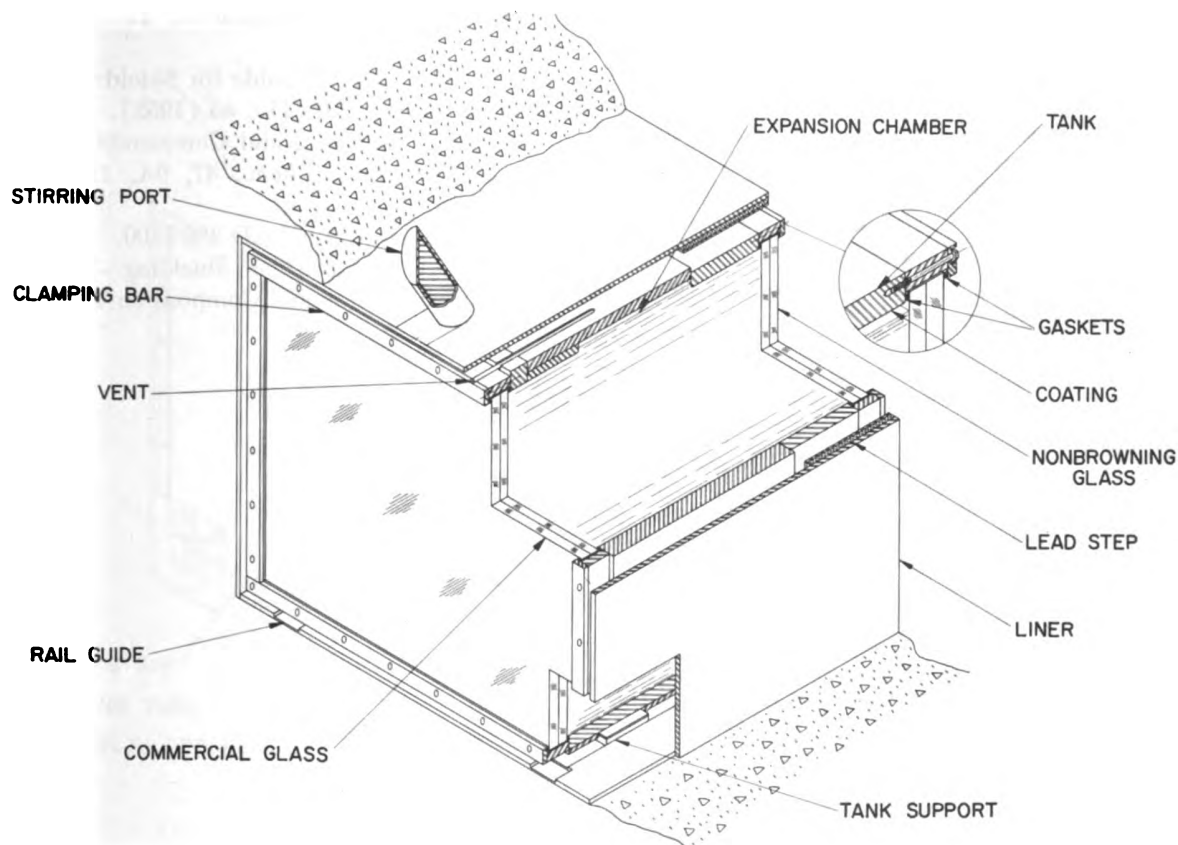 EXPANSION CHAMBER
TANK
STIRRING PORT
CLAMPING BAR
GASKETS
VENT
COATING
NONBROWNING
GLASS
LEAD STEP
LINER
RAIL GUIDE
COMMERCIAL GLASS
TANK SUPPORT